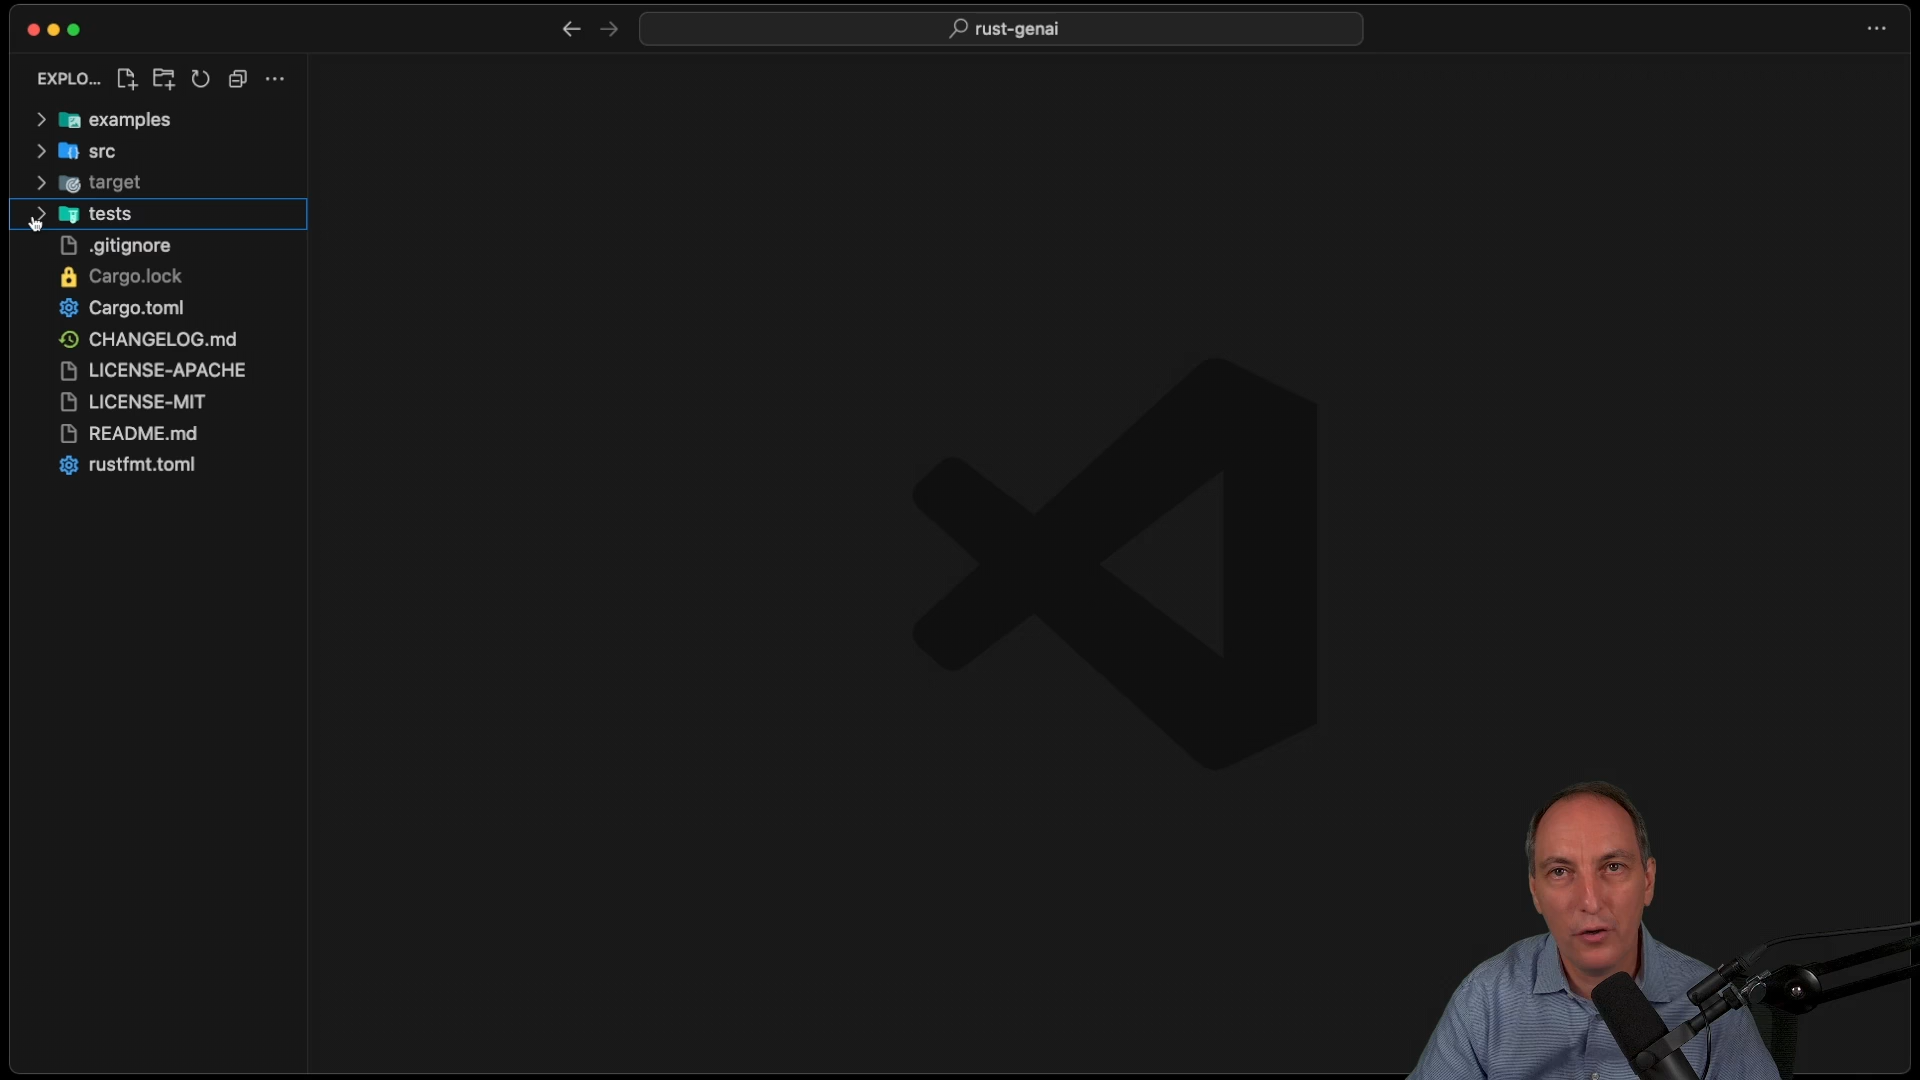 rust-genai
EXPLO...
examples
src
target
tests
.gitignore
Cargo.lock
Cargo.toml
CHANGELOG.md
LICENSE-APACHE
LICENSE-MIT
README.md
rustfmt.toml